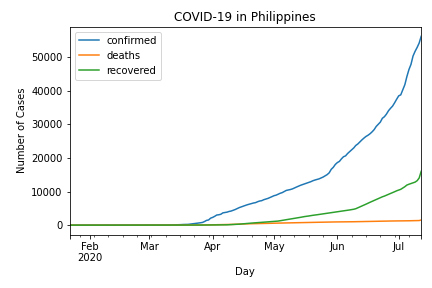 COVID-19 in Philippines
confirmed
deaths
recovered
Number of Cases
50000
40000
30000
20000
10000
0
Feb
2020
Mar
Apr
May
Jun
Jul
Day